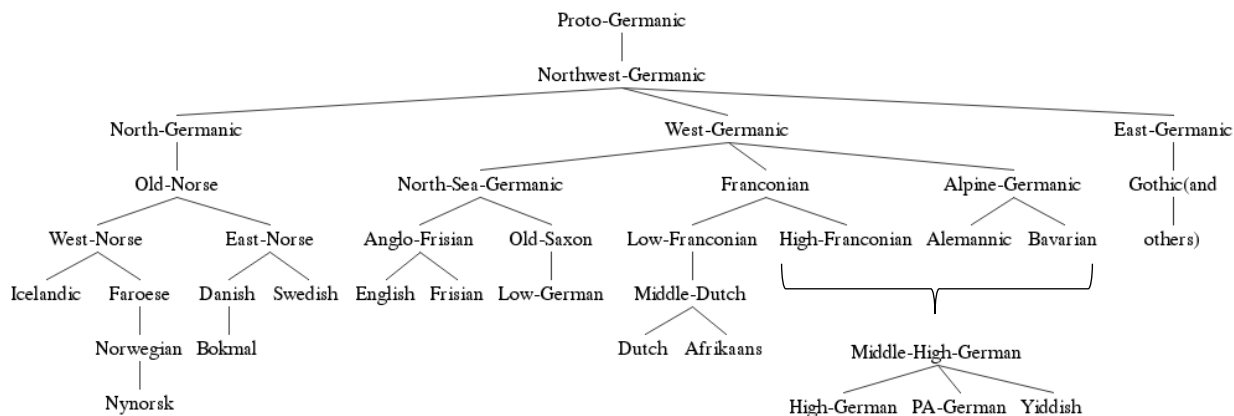 Proto-Germanic
Northwest-Germanic
North-Germanic West-Germanic East-Germanic
Old-Norse North-Sea-Germanic Franconian Alpine-Germanic Gothic(and
West-Norse East-Norse Anglo-Frisian Old-Saxon Low-Franconian High-Franconian Alemannic Bavarian others)
Icelandic Faroese Danish Swedish English Frisian Low-German Middle-Dutch
Norwegian Bokmal Dutch Afrikaans Middle-High-German
Nynorsk High-German PA-German Yiddish